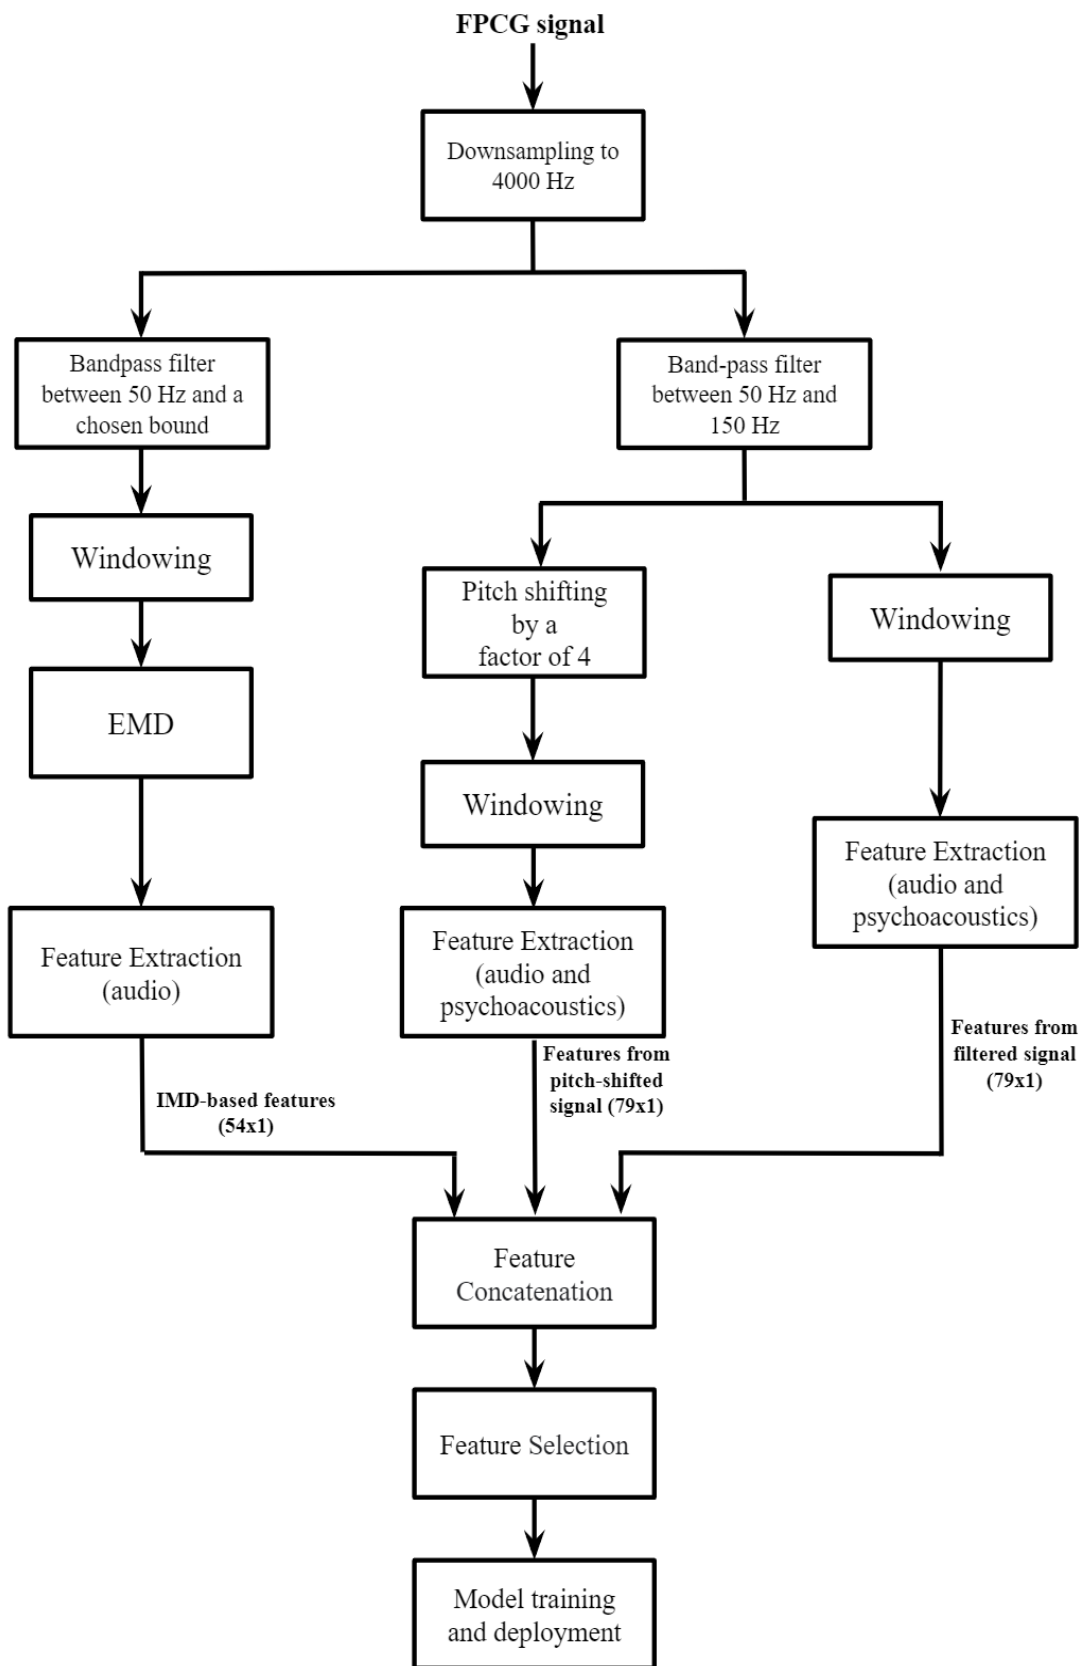 FPCG signal
Downsampling to
4000 Hz
Bandpass filter
between 50 Hz and a
chosen bound
Band-pass filter
between 50 Hz and
150 Hz
Windowing
Pitch shifting
by a
factor of 4
Windowing
EMD
Windowing
Feature Extraction
(audio and
psychoacoustics)
Feature Extraction
(audio)
Feature Extraction
(audio and
psychoacoustics)
IMD-based features
(54x1)
Features from
pitch-shifted
signal (79x1)
Features from
filtered signal
(79x1)
Feature
Concatenation
Feature Selection
Model training
and deployment